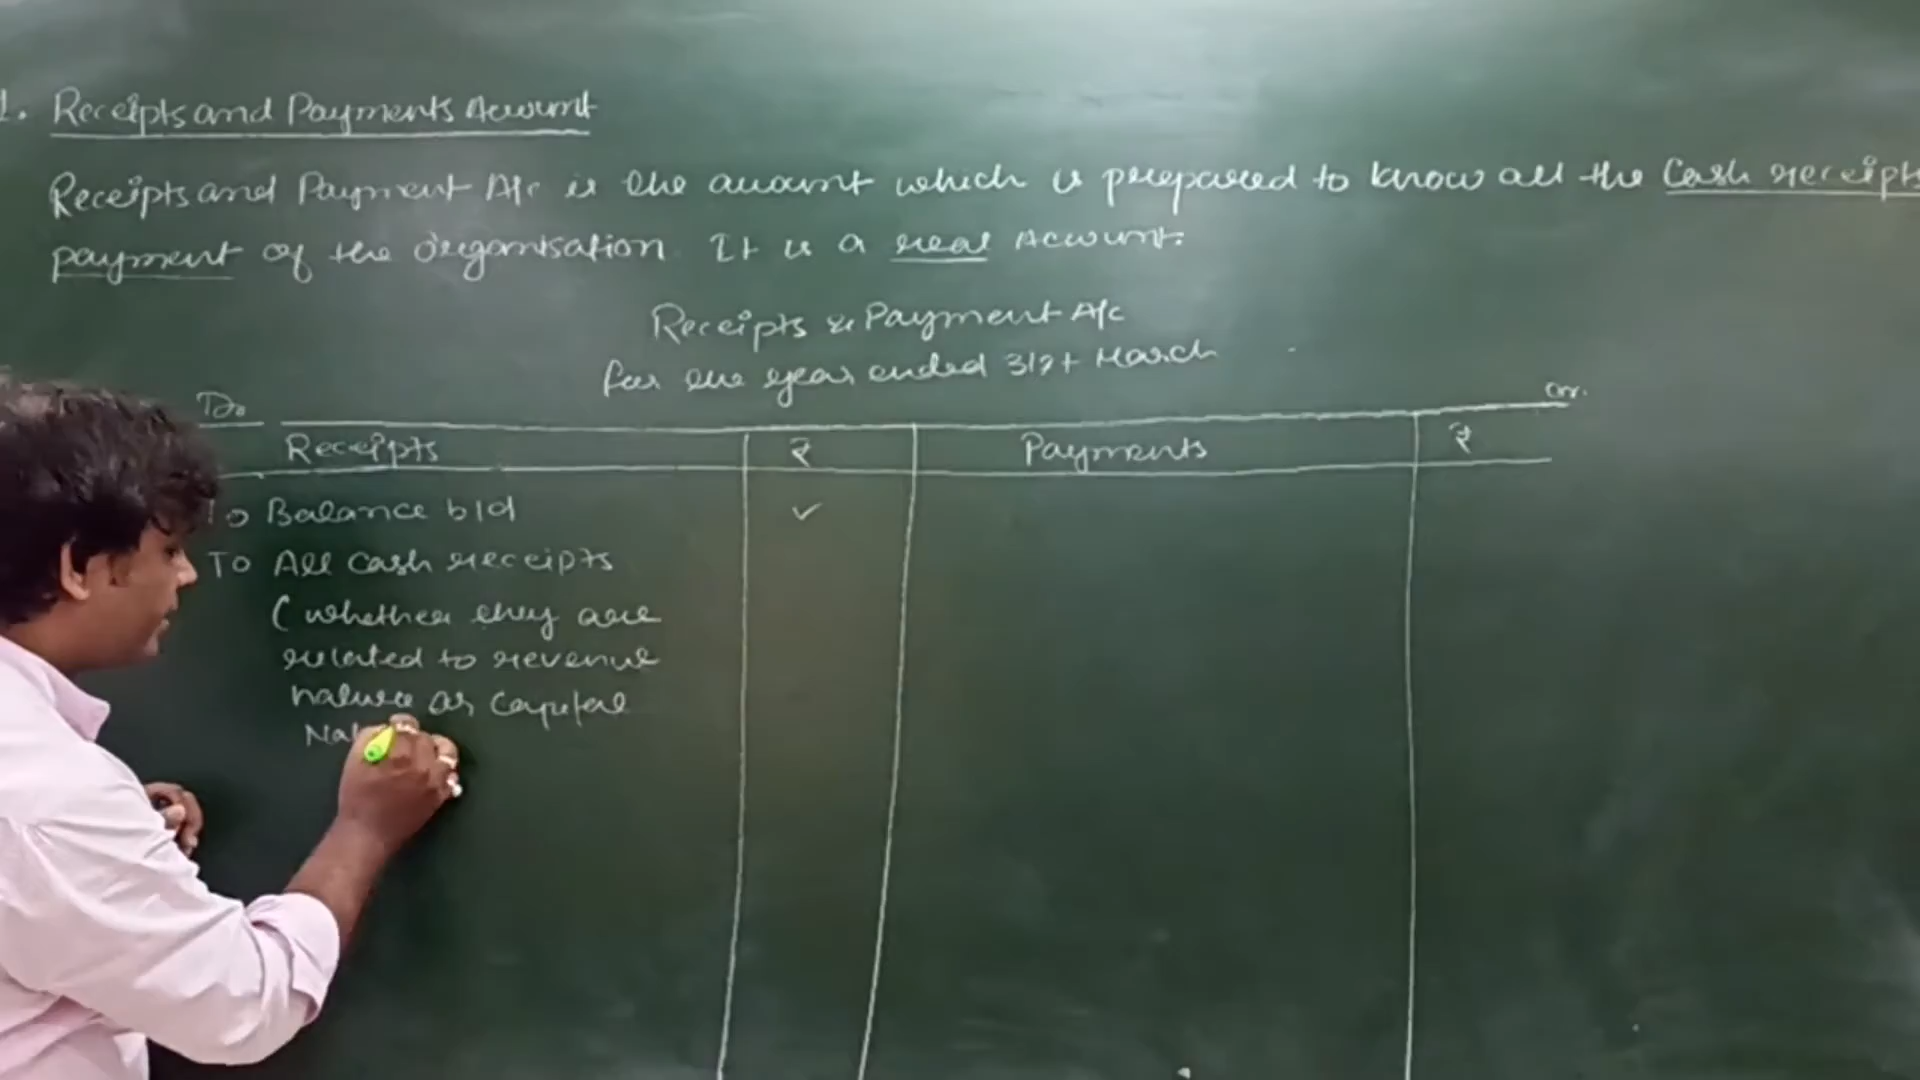 1. Receipts and Payments Account
Receipts and Payment A/c is the account which is prepared to know all the Cash receipts
payment of the Organisation. It is a real Account.
Receipts & Payment A/c
for the year ended 31st March
Dr. Cr.
Receipts ₹ Payments ₹
To Balance b/d ✓
To All Cash receipts
(whether they are
related to revenue
nature or Capital